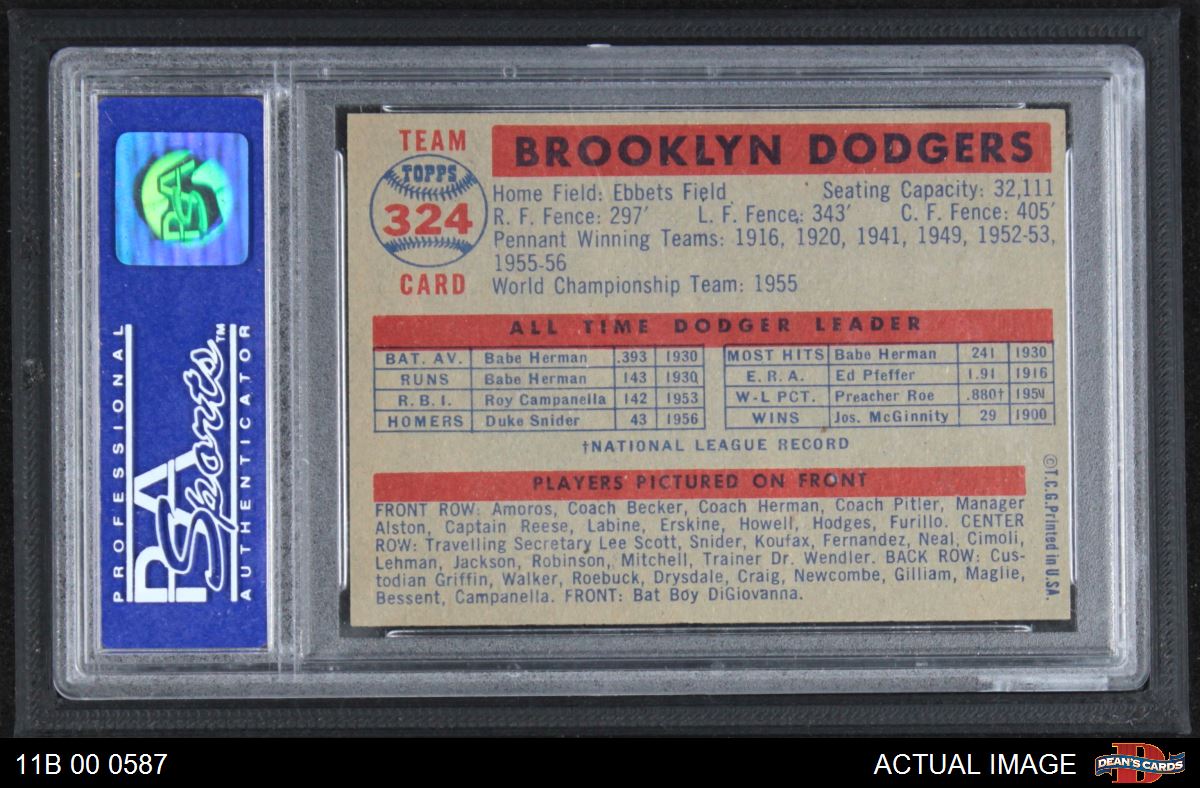 TEAM
TOPPS
324
CARD
BROOKLYN DODGERS
Home Field: Ebbets Field Seating Capacity: 32,111
R. F. Fence: 297' L. F. Fence: 343' C. F. Fence: 405'
Pennant Winning Teams: 1916, 1920, 1941, 1949, 1952-53,
1955-56
World Championship Team: 1955
ALL TIME DODGER LEADER
BAT. AV. Babe Herman .393 1930
RUNS Babe Herman 143 1930
R.B.I. Roy Campanella 142 1953
HOMERS Duke Snider 43 1956
MOST HITS Babe Herman 241 1930
E.R.A. Ed Pfeffer 1.91 1916
W-L PCT. Preacher Roe .880†
WINS Jos. McGinnity 29 1900
†NATIONAL LEAGUE RECORD
PLAYERS PICTURED ON FRONT
FRONT ROW: Amoros, Coach Becker, Coach Herman, Coach Pitler, Manager
Alston, Captain Reese, Labine, Erskine, Howell, Hodges, Furillo. CENTER
ROW: Travelling Secretary Lee Scott, Snider, Koufax, Fernandez, Neal, Cimoli,
Lehman, Jackson, Robinson, Mitchell, Trainer Dr. Wendler. BACK ROW: Cus-
todian Griffin, Walker, Roebuck, Drysdale, Craig, Newcombe, Gilliam, Maglie,
Bessent, Campanella. FRONT: Bat Boy DiGiovanna.
©T.C.G. Printed in U.S.A.
PSA
PROFESSIONAL
PSA
Sports™
AUTHENTICATOR
11B 00 0587
ACTUAL IMAGE
DEAN'S CARDS